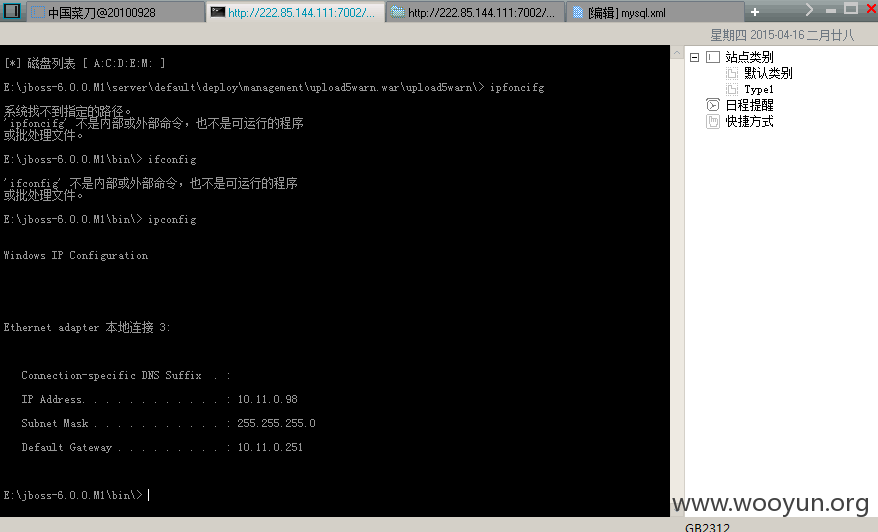 中国菜刀@20100928
http://222.85.144.111:7002/...
http://222.85.144.111:7002/...
[编辑] mysql.xml
星期四 2015-04-16 二月廿八
[*] 磁盘列表 [ A:C:D:E:M: ]
E:\jboss-6.0.0.M1\server\default\deploy\management\upload5warn.war\upload5warn\> ipfoncifg
系统找不到指定的路径。
'ipfoncifg' 不是内部或外部命令，也不是可运行的程序
或批处理文件。
E:\jboss-6.0.0.M1\bin\> ifconfig
'ifconfig' 不是内部或外部命令，也不是可运行的程序
或批处理文件。
E:\jboss-6.0.0.M1\bin\> ipconfig
Windows IP Configuration
Ethernet adapter 本地连接 3:
Connection-specific DNS Suffix . :
IP Address. . . . . . . . . . . . : 10.11.0.98
Subnet Mask . . . . . . . . . . . : 255.255.255.0
Default Gateway . . . . . . . . . : 10.11.0.251
E:\jboss-6.0.0.M1\bin\>
站点类别
默认类别
Type1
日程提醒
快捷方式
www.wooyun.org
GB2312